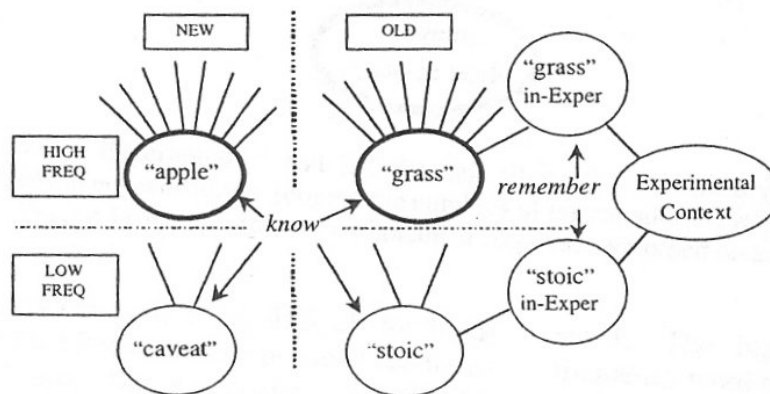 NEW
OLD
“grass”
in-Exper
HIGH
FREQ
“apple”
“grass”
remember
Experimental
Context
know
LOW
FREQ
“stoic”
in-Exper
“caveat”
“stoic”